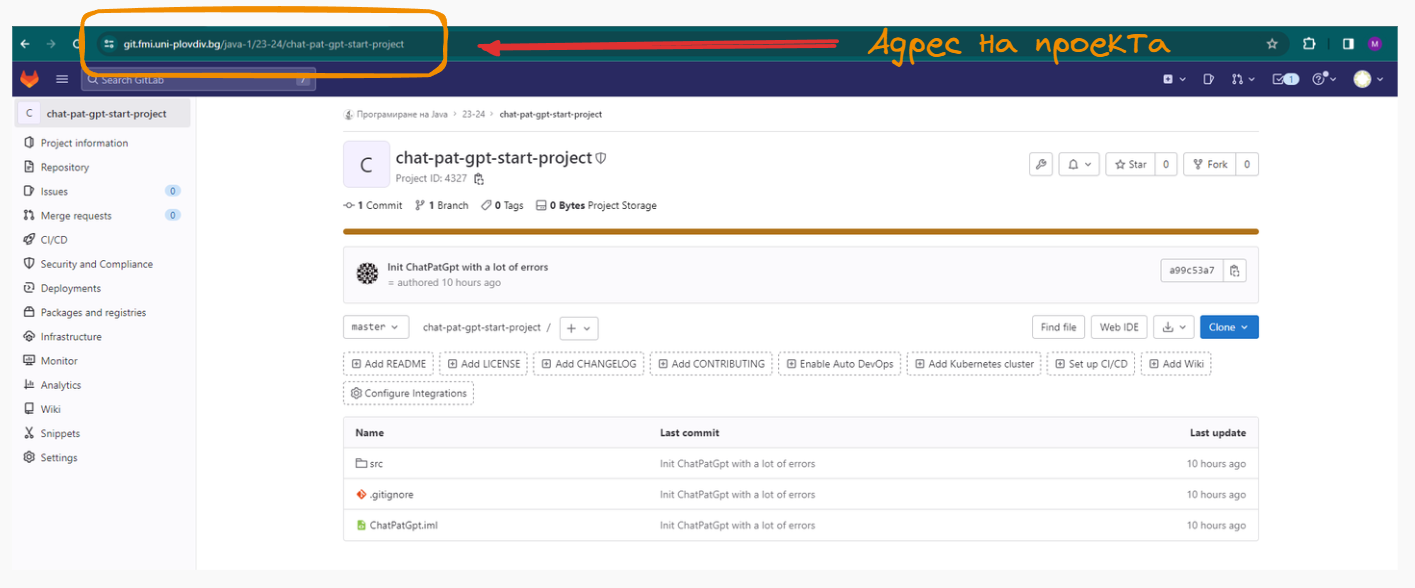 git.fmi.uni-plovdiv.bg/java-1/23-24/chat-pat-gpt-start-project
Адрес на проекта
M
Search GitLab /
1
C chat-pat-gpt-start-project
Project information
Repository
Issues 0
Merge requests 0
CI/CD
Security and Compliance
Deployments
Packages and registries
Infrastructure
Monitor
Analytics
Wiki
Snippets
Settings
Програмиране на Java > 23-24 > chat-pat-gpt-start-project
C
chat-pat-gpt-start-project
Project ID: 4327
Star 0 Fork 0
1 Commit 1 Branch 0 Tags 0 Bytes Project Storage
Init ChatPatGpt with a lot of errors
= authored 10 hours ago
a99c53a7
master chat-pat-gpt-start-project / +
Find file Web IDE Clone
Add README Add LICENSE Add CHANGELOG Add CONTRIBUTING Enable Auto DevOps Add Kubernetes cluster Set up CI/CD Add Wiki
Configure Integrations
Name Last commit Last update
src Init ChatPatGpt with a lot of errors 10 hours ago
.gitignore Init ChatPatGpt with a lot of errors 10 hours ago
ChatPatGpt.iml Init ChatPatGpt with a lot of errors 10 hours ago